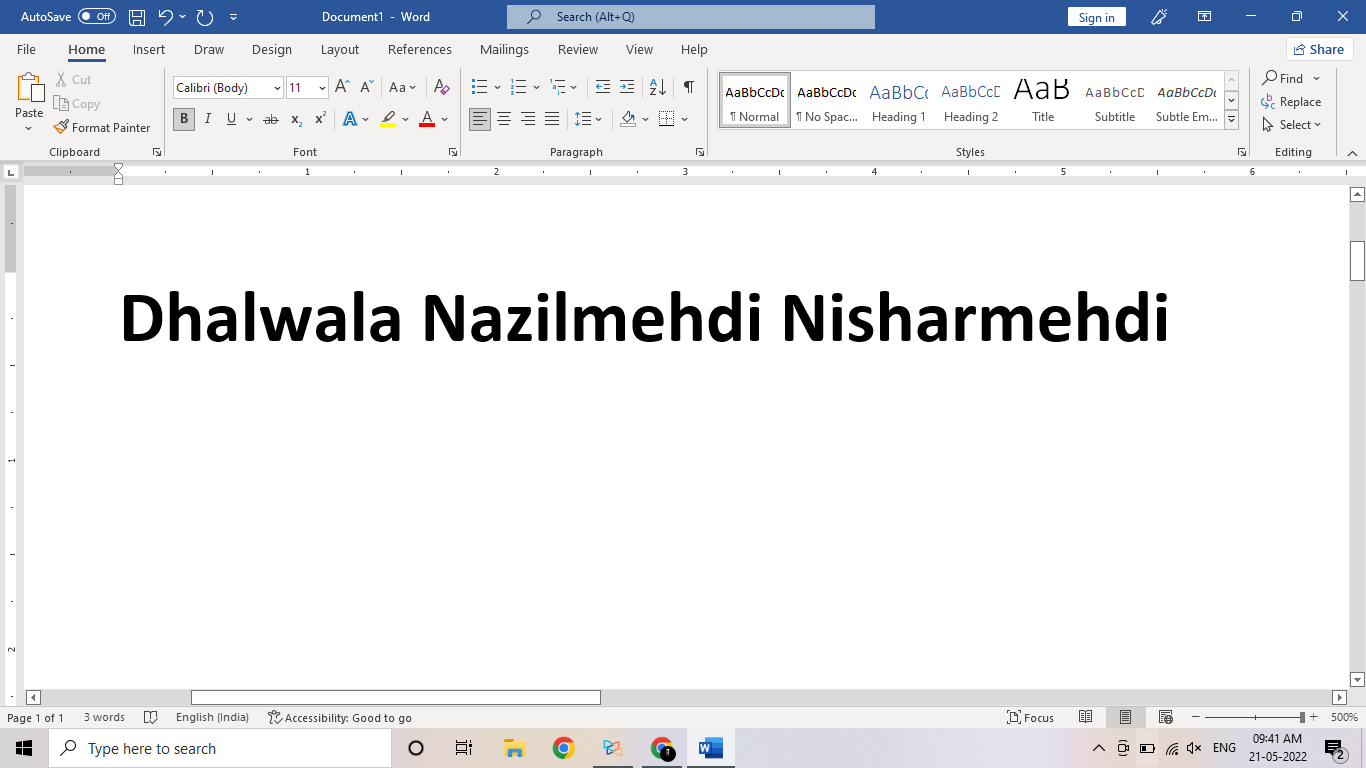 AutoSave Off Document1 - Word Search (Alt+Q) Sign in
File Home Insert Draw Design Layout References Mailings Review View Help Share
Paste Cut Calibri (Body) 11 Aa AaBbCcDc AaBbCcDc AaBbCc AaBbCcD AaB AaBbCcD AaBbCcDc Find
Copy ¶ Normal ¶ No Spac... Heading 1 Heading 2 Title Subtitle Subtle Em... Replace
Format Painter B I U ab x₂ x² A A Select
Clipboard Font Paragraph Styles Editing
1 2 3 4 5 6
Dhalwala Nazilmehdi Nisharmehdi
1
2
Page 1 of 1 3 words English (India) Accessibility: Good to go Focus 500%
Type here to search ENG 09:41 AM
21-05-2022 2